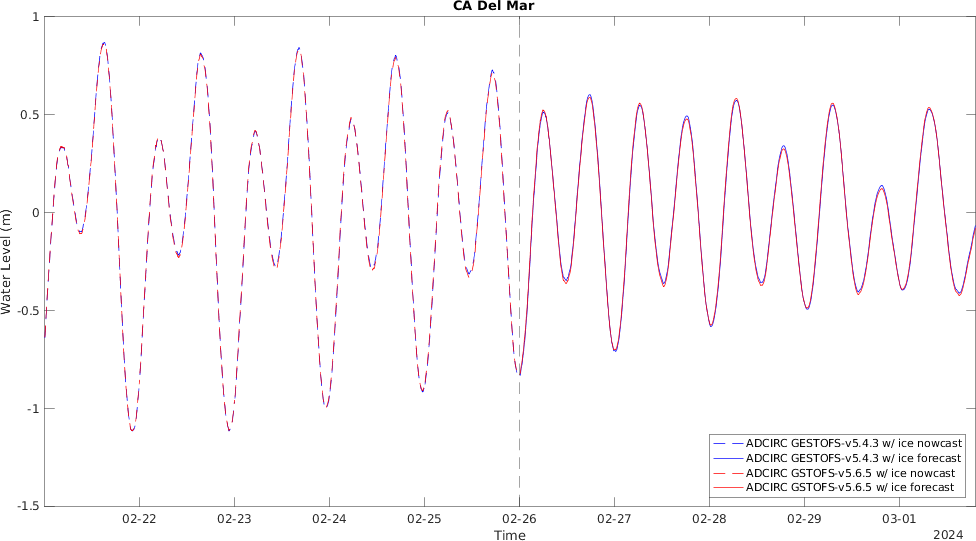 CA Del Mar
1
0.5
0
-0.5
-1
-1.5
Water Level (m)
02-22 02-23 02-24 02-25 02-26 02-27 02-28 02-29 03-01
Time
2024
ADCIRC GESTOFS-v5.4.3 w/ ice nowcast
ADCIRC GESTOFS-v5.4.3 w/ ice forecast
ADCIRC GSTOFS-v5.6.5 w/ ice nowcast
ADCIRC GSTOFS-v5.6.5 w/ ice forecast